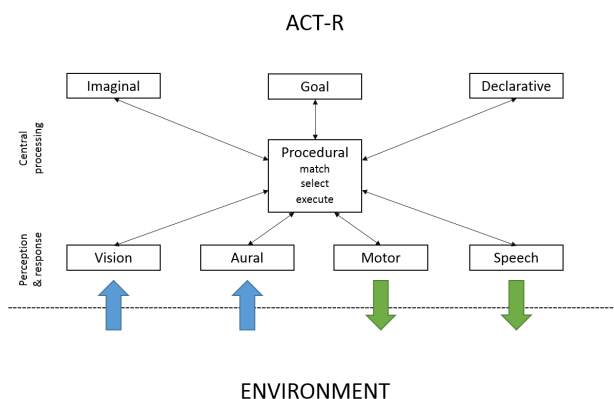 ACT-R
Imaginal
Goal
Declarative
Central
processing
Procedural
match
select
execute
Perception
& response
Vision
Aural
Motor
Speech
ENVIRONMENT